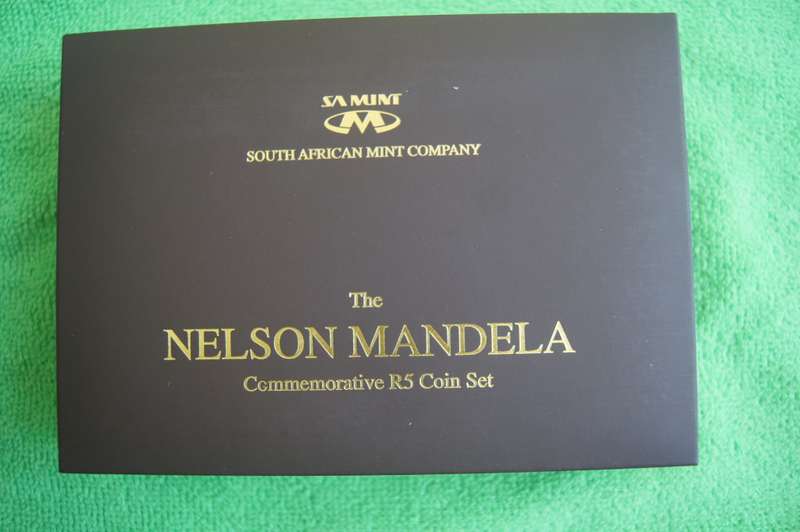 SA MINT
SOUTH AFRICAN MINT COMPANY
The
NELSON MANDELA
Commemorative R5 Coin Set